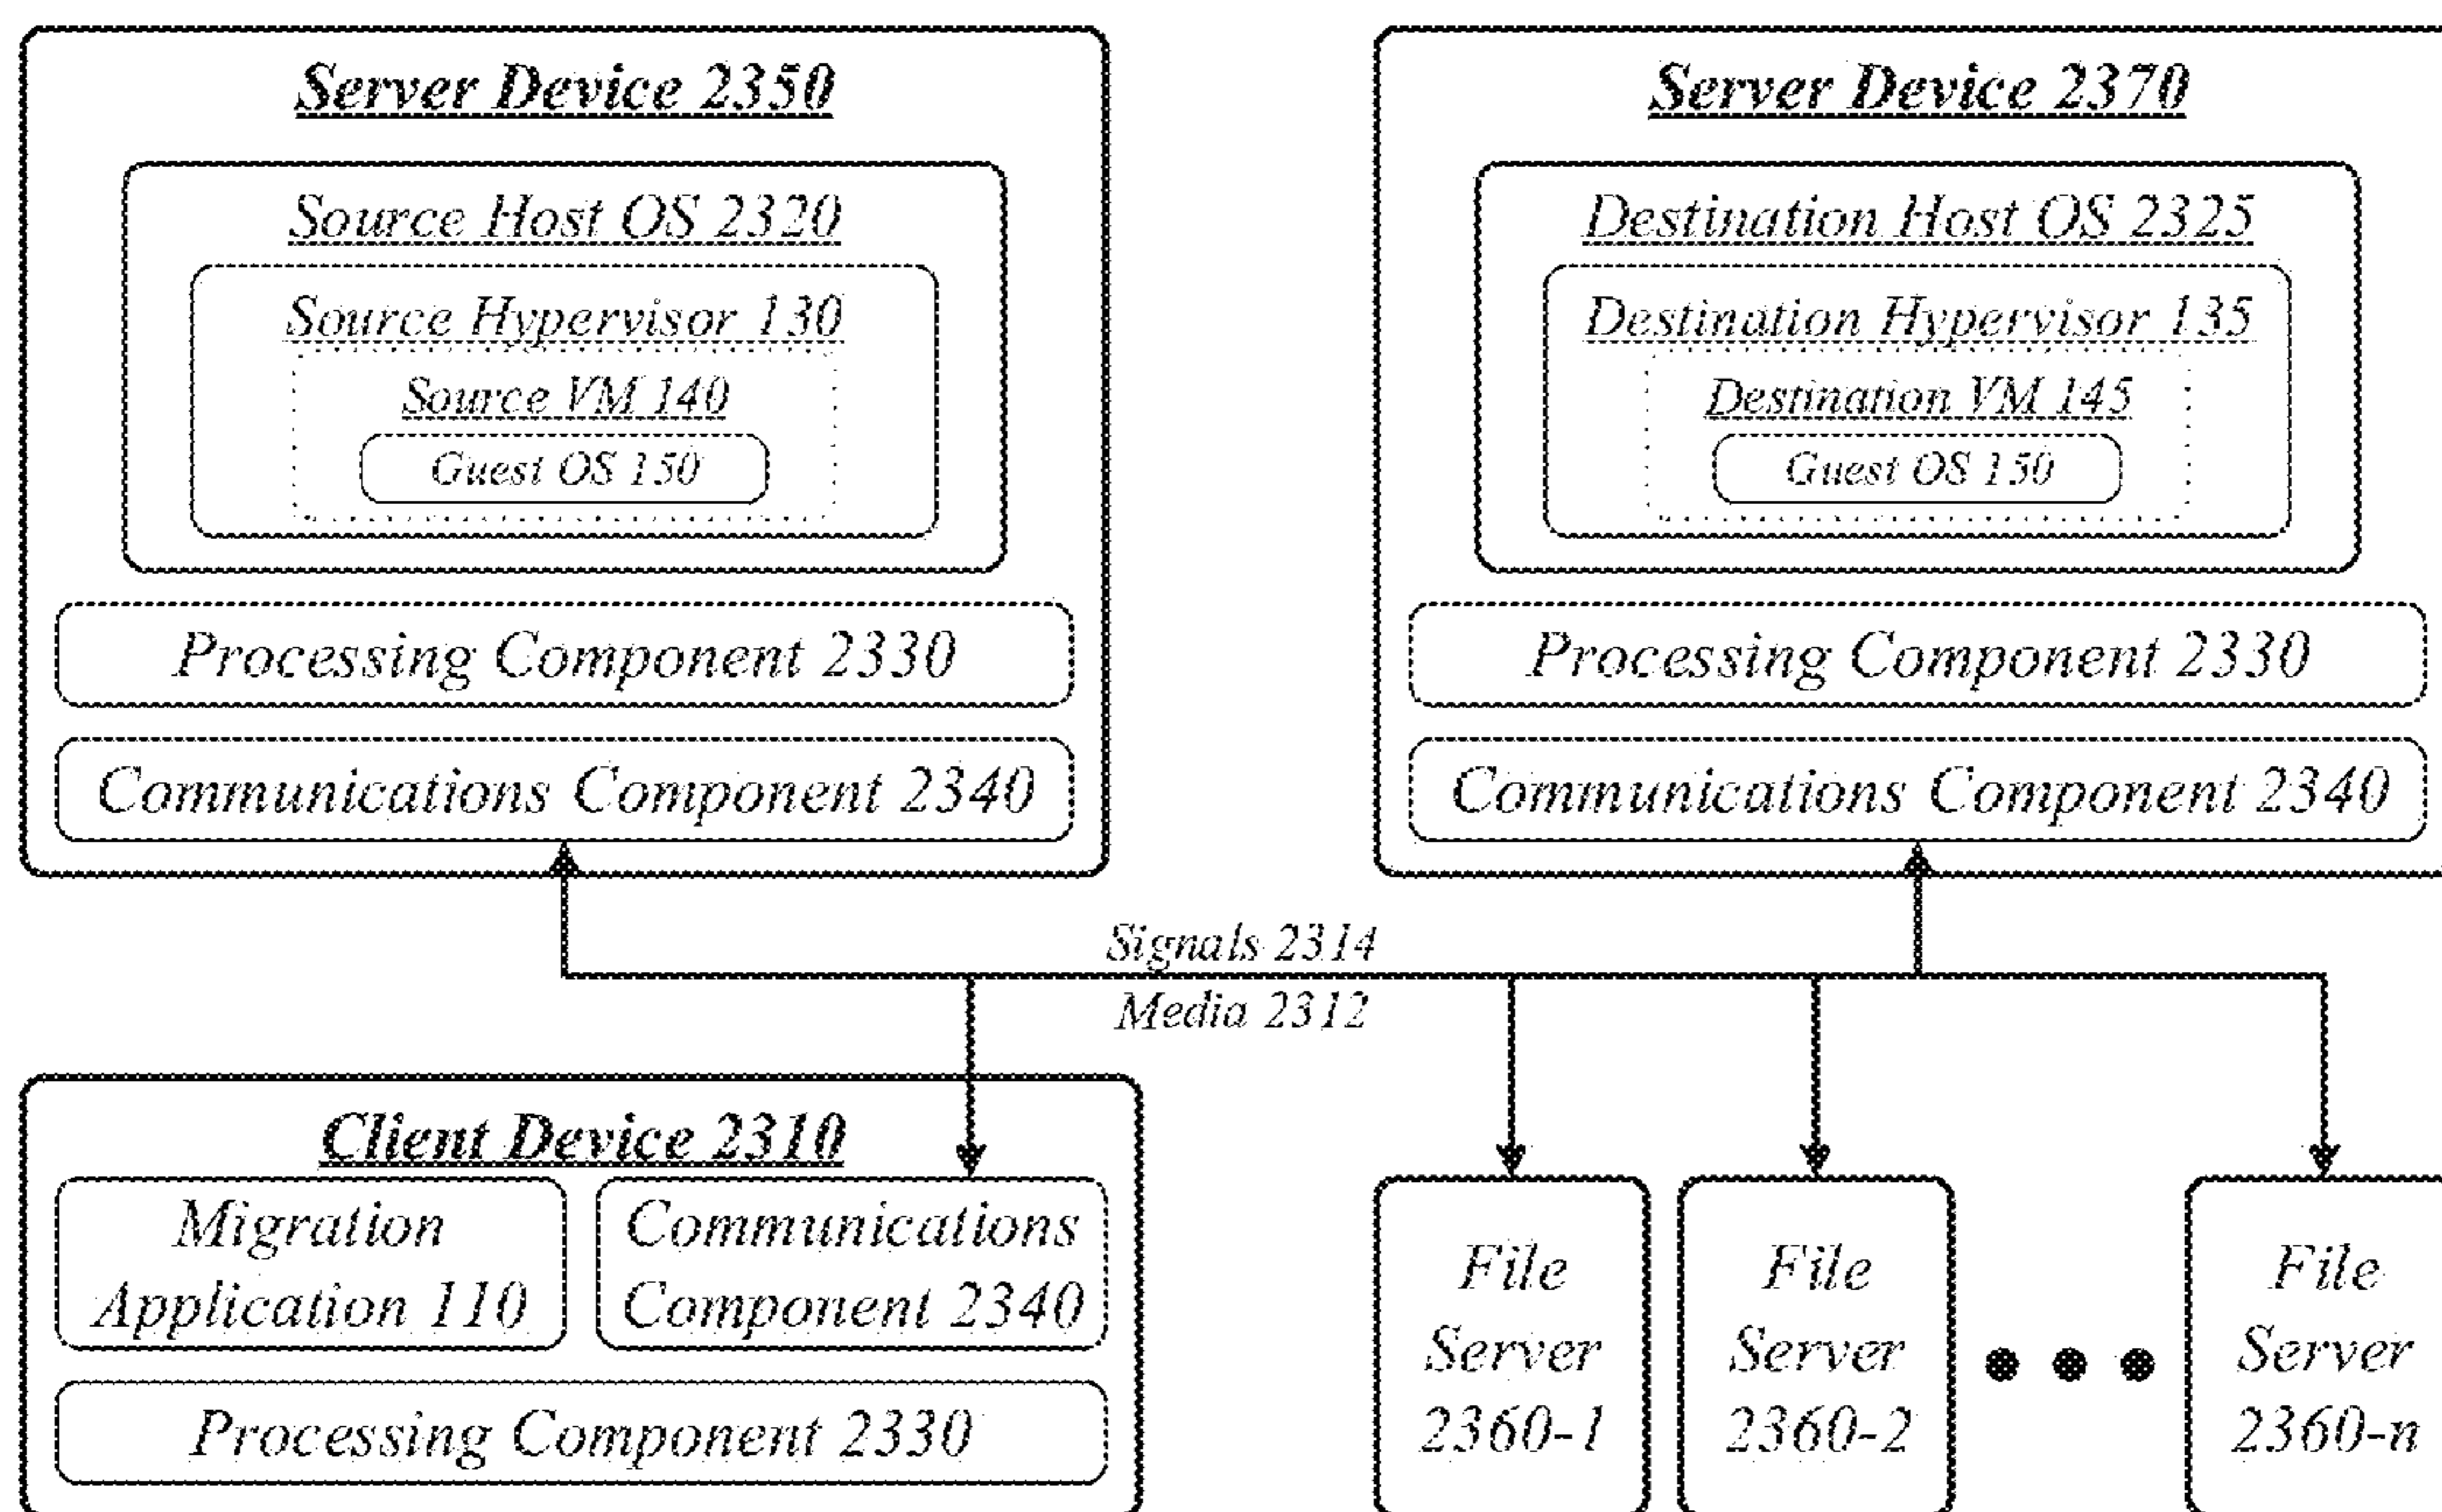 Server Device 2350
Source Host OS 2320
Source Hypervisor 130
Source VM 140
Guest OS 150
Processing Component 2330
Communications Component 2340
Server Device 2370
Destination Host OS 2325
Destination Hypervisor 135
Destination VM 145
Guest OS 150
Processing Component 2330
Communications Component 2340
Signals 2314
Media 2312
Client Device 2310
Migration
Application 110
Communications
Component 2340
Processing Component 2330
File
Server
2360-1
File
Server
2360-2
File
Server
2360-n